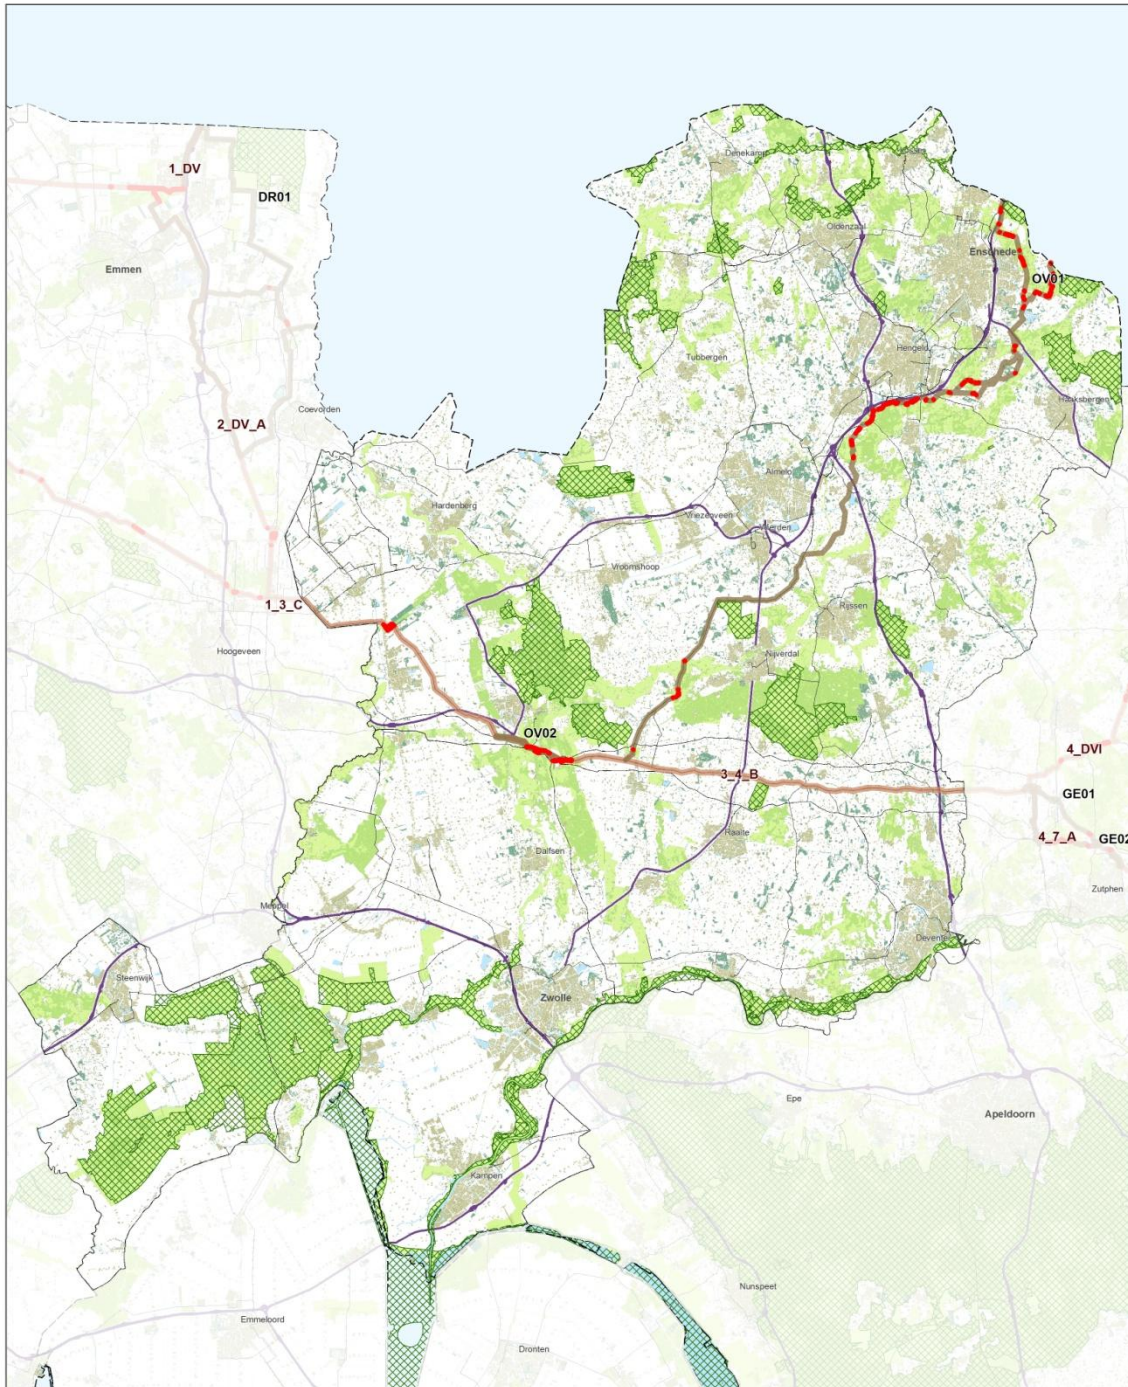 1_DV
DR01
Denekamp
Oldenzaal
Emmen
Enschede
OV01
Hengelo
Tubbergen
Haaksbergen
Coevorden
2_DV_A
Almelo
Hardenberg
Vriezenveen
Wierden
Vroomshoop
1_3_C
Rijssen
Hoogeveen
Nijverdal
OV02
4_DVI
3_4_B
GE01
Raalte
4_7_A
GE02
Dalfsen
Zutphen
Meppel
Deventer
Steenwijk
Zwolle
Epe
Apeldoorn
Kampen
Nunspeet
Emmeloord
Dronten